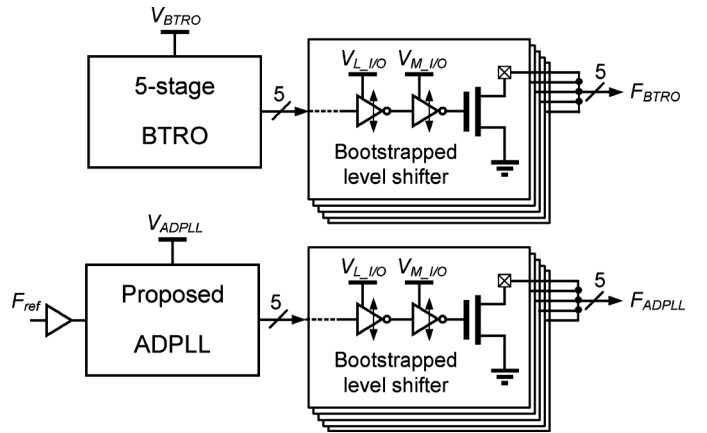 V_BTRO
5-stage
BTRO
5
V_L_I/O
V_M_I/O
Bootstrapped
level shifter
5
F_BTRO
V_ADPLL
F_ref
Proposed
ADPLL
5
V_L_I/O
V_M_I/O
Bootstrapped
level shifter
5
F_ADPLL